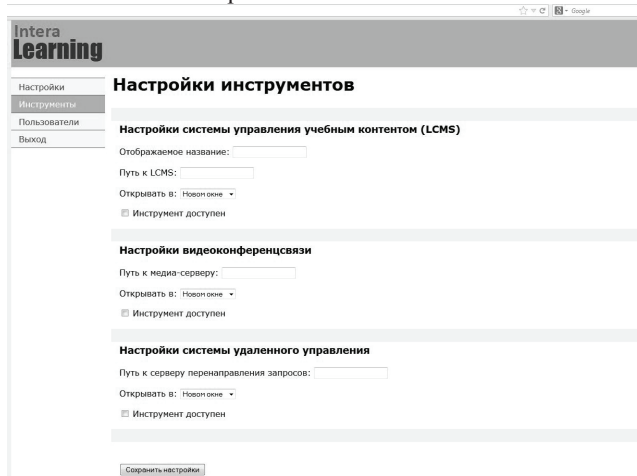 Google
Intera
Learning
Настройки
Инструменты
Пользователи
Выход
Настройки инструментов
Настройки системы управления учебным контентом (LCMS)
Отображаемое название:
Путь к LCMS:
Открывать в: Новом окне
Инструмент доступен
Настройки видеоконференцсвязи
Путь к медиа-серверу:
Открывать в: Новом окне
Инструмент доступен
Настройки системы удаленного управления
Путь к серверу перенаправления запросов:
Открывать в: Новом окне
Инструмент доступен
Сохранить настройки